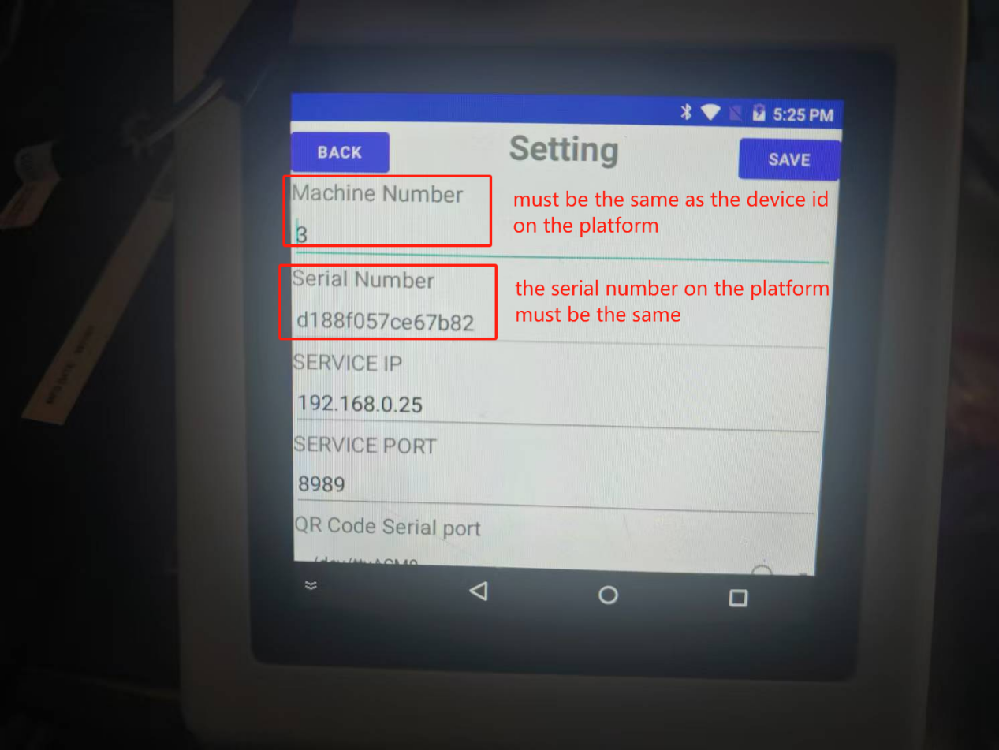 5:25 PM
BACK
Setting
SAVE
Machine Number
must be the same as the device id
on the platform
3
Serial Number
the serial number on the platform
must be the same
d188f057ce67b82
SERVICE IP
192.168.0.25
SERVICE PORT
8989
QR Code Serial port